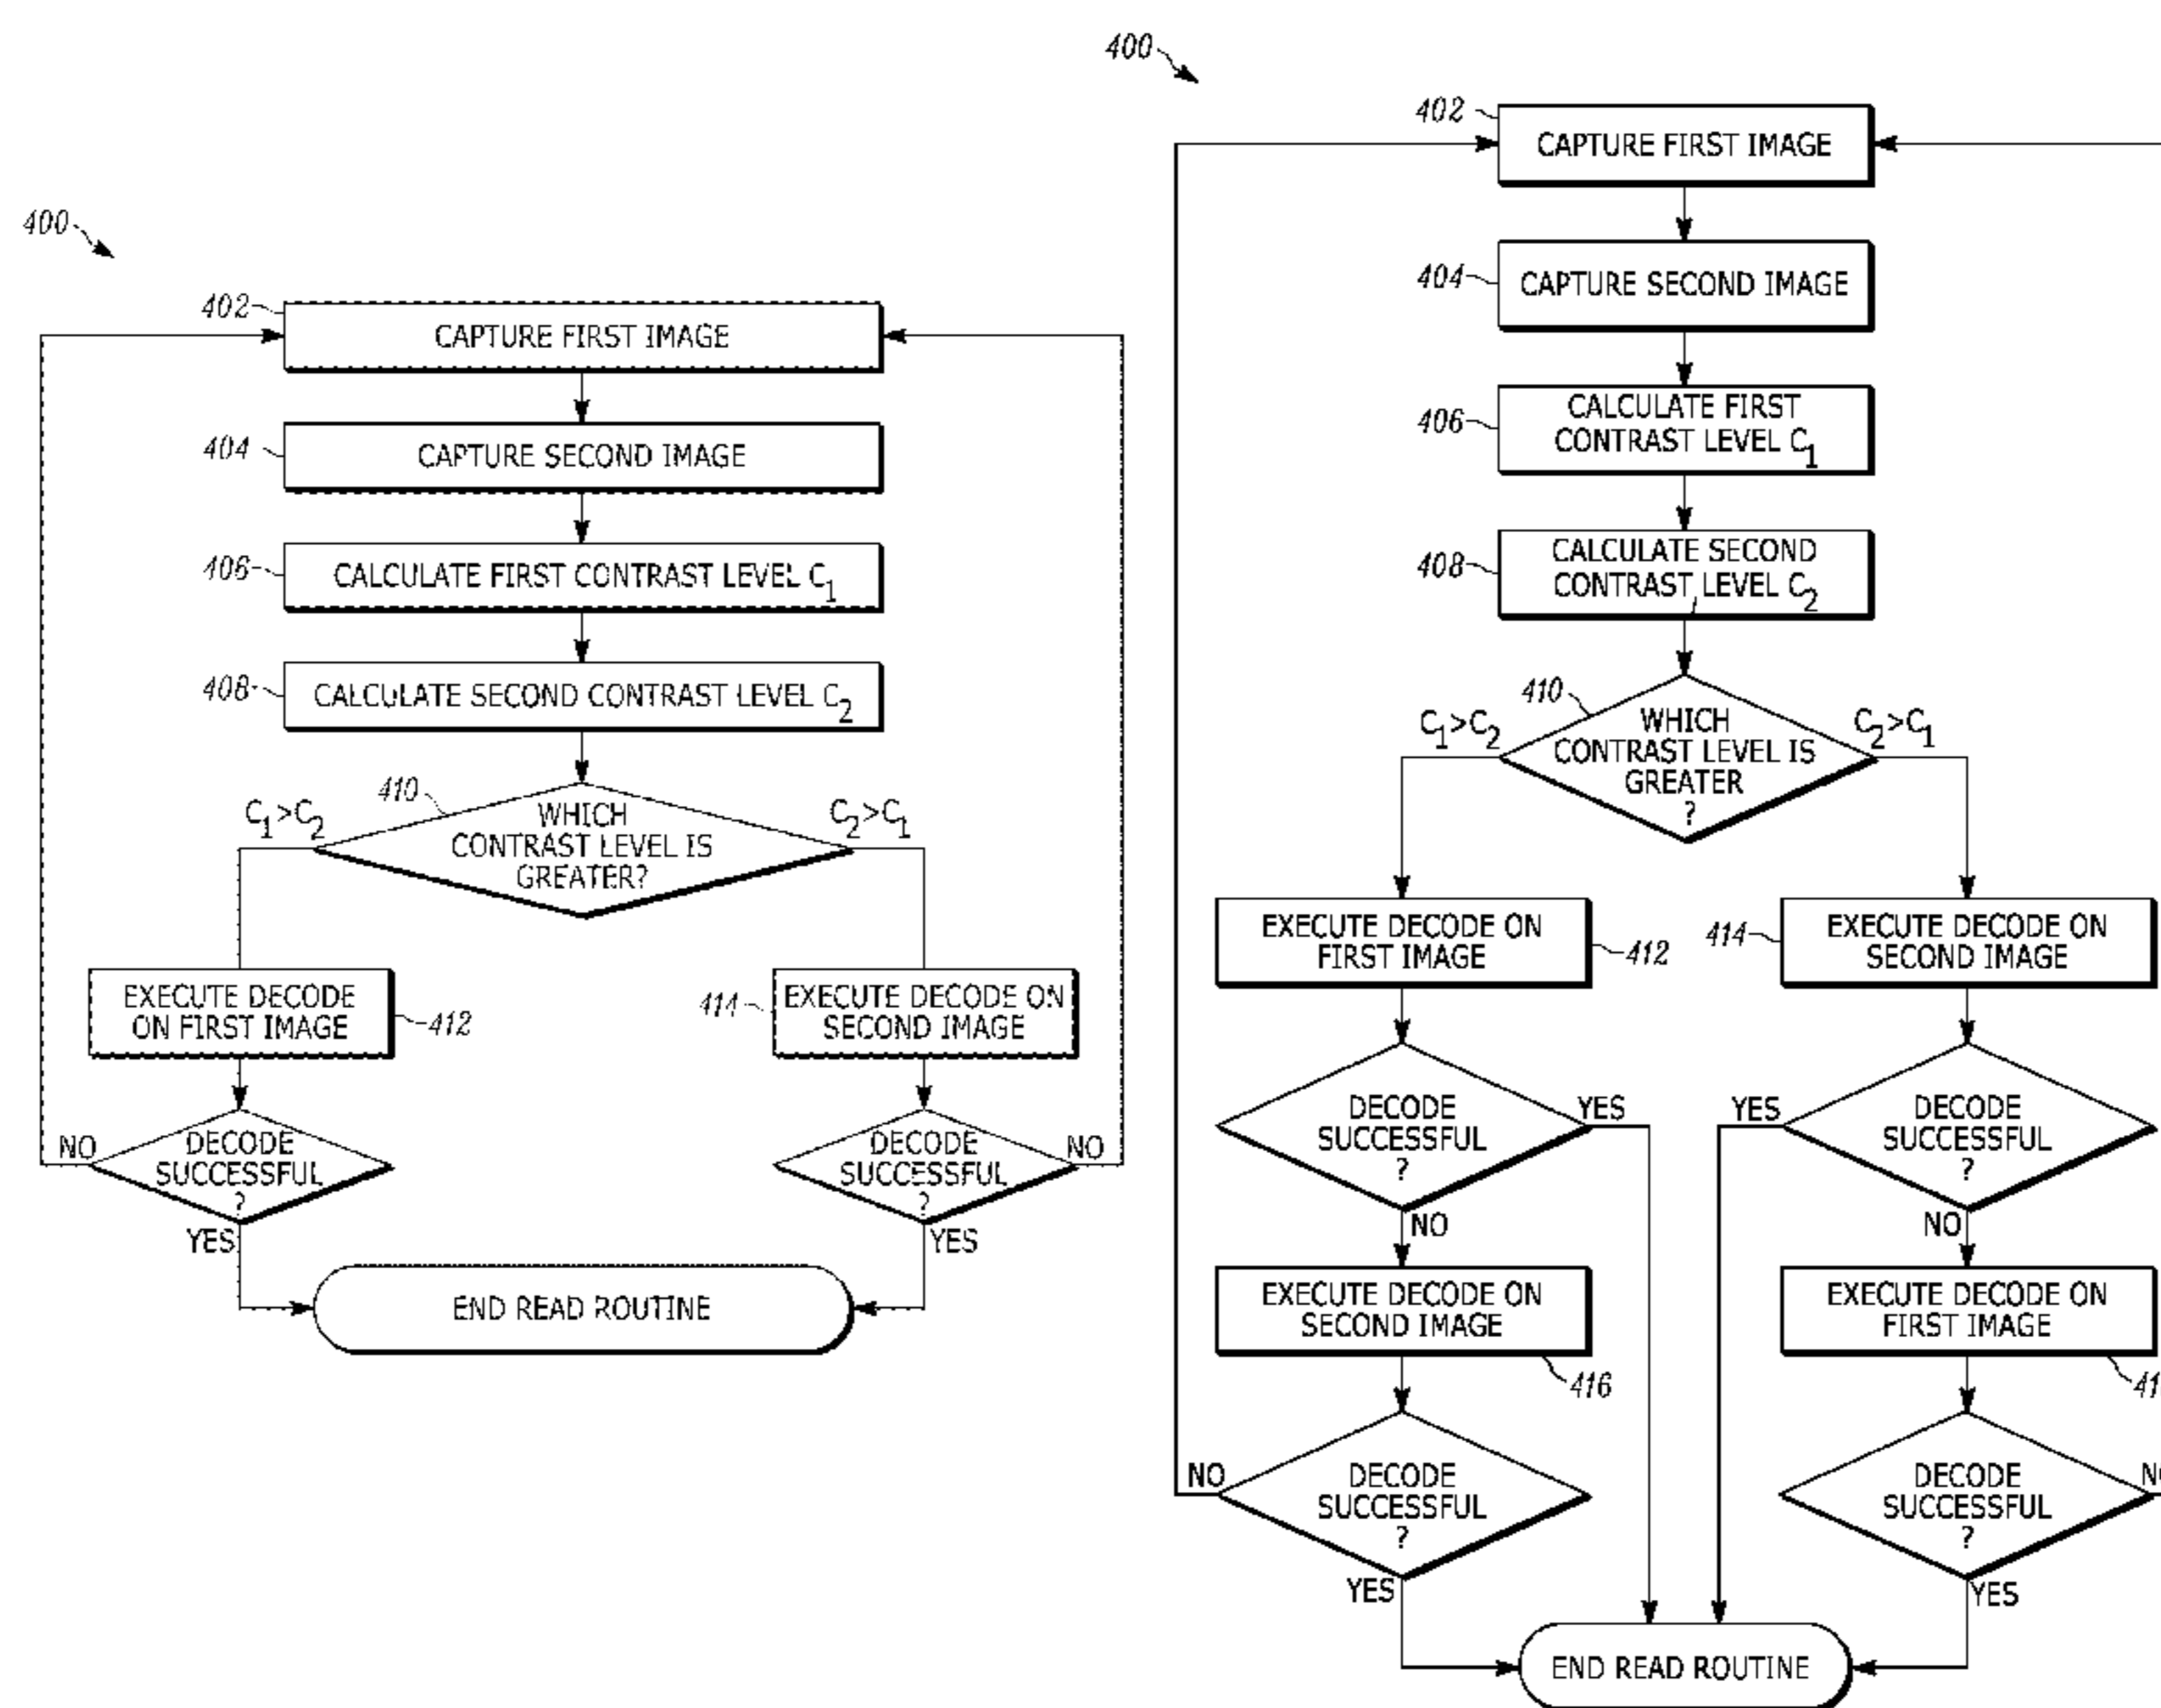 400
402
CAPTURE FIRST IMAGE
404
CAPTURE SECOND IMAGE
406
CALCULATE FIRST CONTRAST LEVEL C1
408
CALCULATE SECOND CONTRAST LEVEL C2
410
C1>C2
WHICH
CONTRAST LEVEL IS
GREATER?
C2>C1
EXECUTE DECODE
ON FIRST IMAGE
412
414
EXECUTE DECODE ON
SECOND IMAGE
NO
DECODE
SUCCESSFUL
?
YES
DECODE
SUCCESSFUL
?
NO
YES
END READ ROUTINE
400
402
CAPTURE FIRST IMAGE
404
CAPTURE SECOND IMAGE
406
CALCULATE FIRST
CONTRAST LEVEL C1
408
CALCULATE SECOND
CONTRAST LEVEL C2
410
C1>C2
WHICH
CONTRAST LEVEL IS
GREATER
?
C2>C1
EXECUTE DECODE ON
FIRST IMAGE
412
414
EXECUTE DECODE ON
SECOND IMAGE
DECODE
SUCCESSFUL
?
YES
NO
YES
DECODE
SUCCESSFUL
?
NO
EXECUTE DECODE ON
SECOND IMAGE
416
EXECUTE DECODE ON
FIRST IMAGE
NO
DECODE
SUCCESSFUL
?
YES
DECODE
SUCCESSFUL
?
YES
END READ ROUTINE